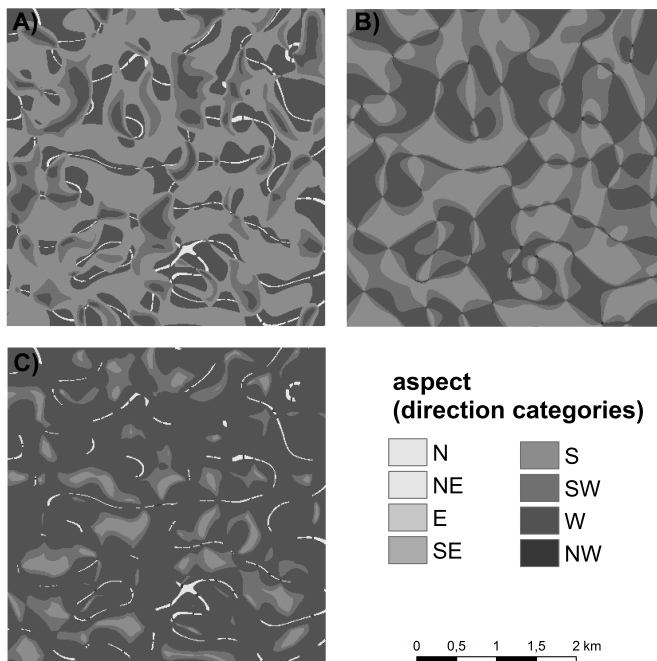 A)
B)
C)
aspect
(direction categories)
N
NE
E
SE
S
SW
W
NW
0 0,5 1 1,5 2 km